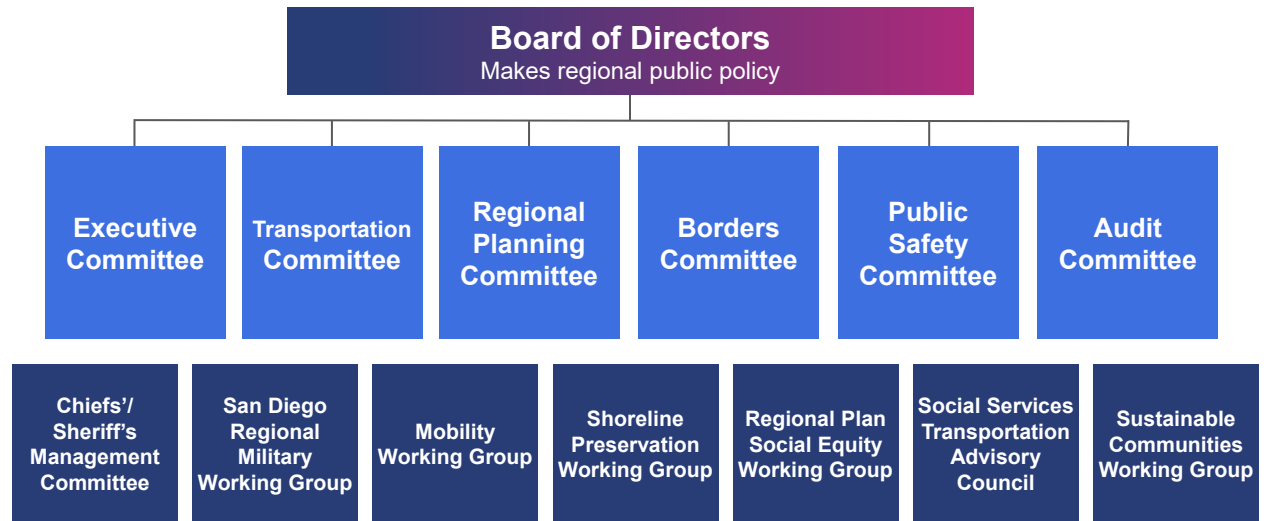 Board of Directors
Makes regional public policy
Executive
Committee
Transportation
Committee
Regional
Planning
Committee
Borders
Committee
Public
Safety
Committee
Audit
Committee
Chiefs’/
Sheriff’s
Management
Committee
San Diego
Regional
Military
Working Group
Mobility
Working Group
Shoreline
Preservation
Working Group
Regional Plan
Social Equity
Working Group
Social Services
Transportation
Advisory
Council
Sustainable
Communities
Working Group